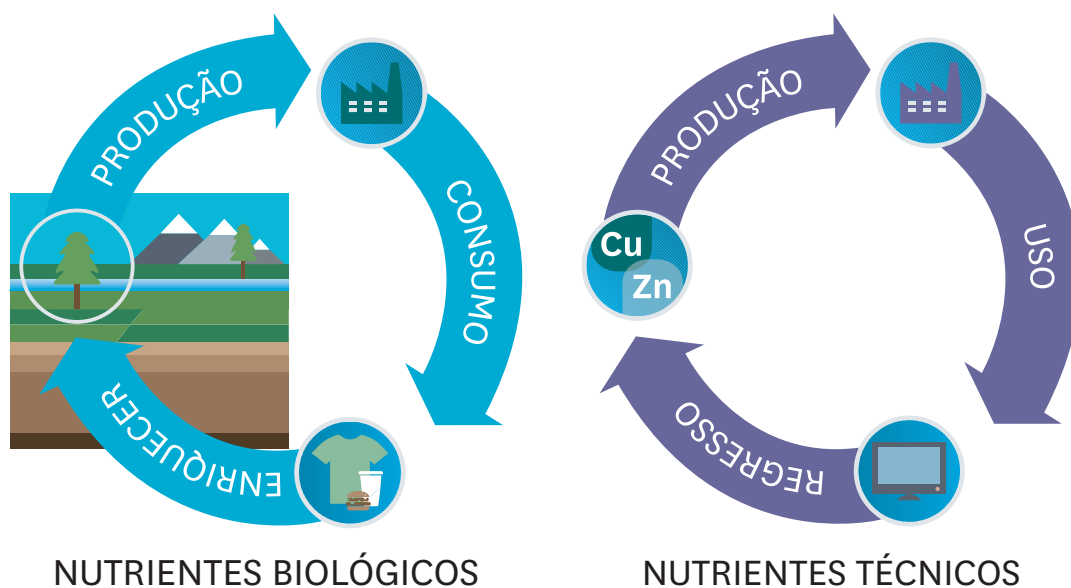 PRODUÇÃO
CONSUMO
ENRIQUECER
NUTRIENTES BIOLÓGICOS
PRODUÇÃO
USO
REGRESSO
Cu
Zn
NUTRIENTES TÉCNICOS